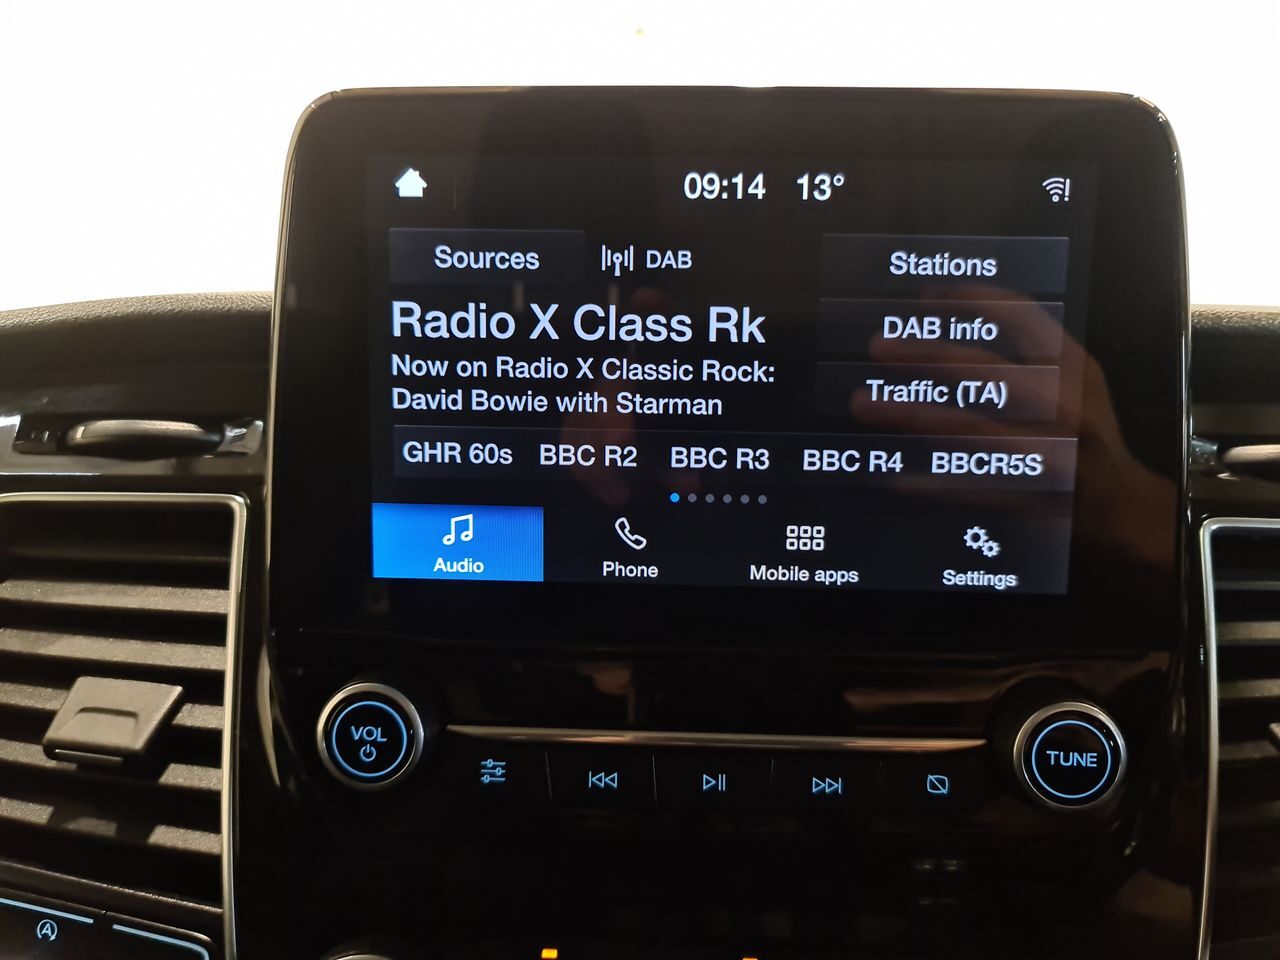 09:14 13°
Sources DAB Stations
Radio X Class Rk
DAB info
Now on Radio X Classic Rock:
David Bowie with Starman
Traffic (TA)
GHR 60s BBC R2 BBC R3 BBC R4 BBCR5S
Audio Phone Mobile apps Settings
VOL
TUNE
A